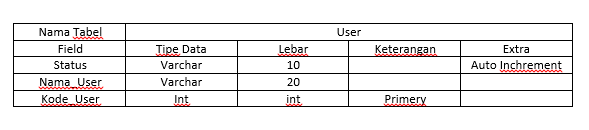 Nama Tabel User
Field Tipe Data Lebar Keterangan Extra
Status Varchar 10 Auto Inchrement
Nama_User Varchar 20
Kode_User Int int Primery